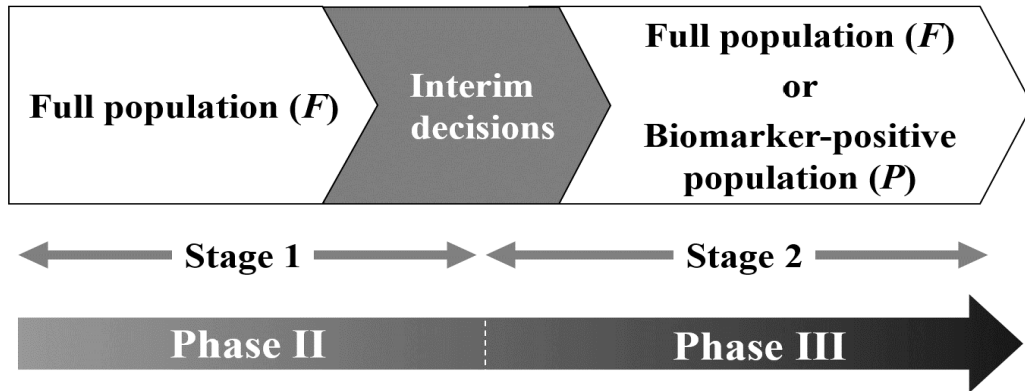 Full population (F)
Interim
decisions
Full population (F)
or
Biomarker-positive
population (P)
Stage 1
Stage 2
Phase II
Phase III